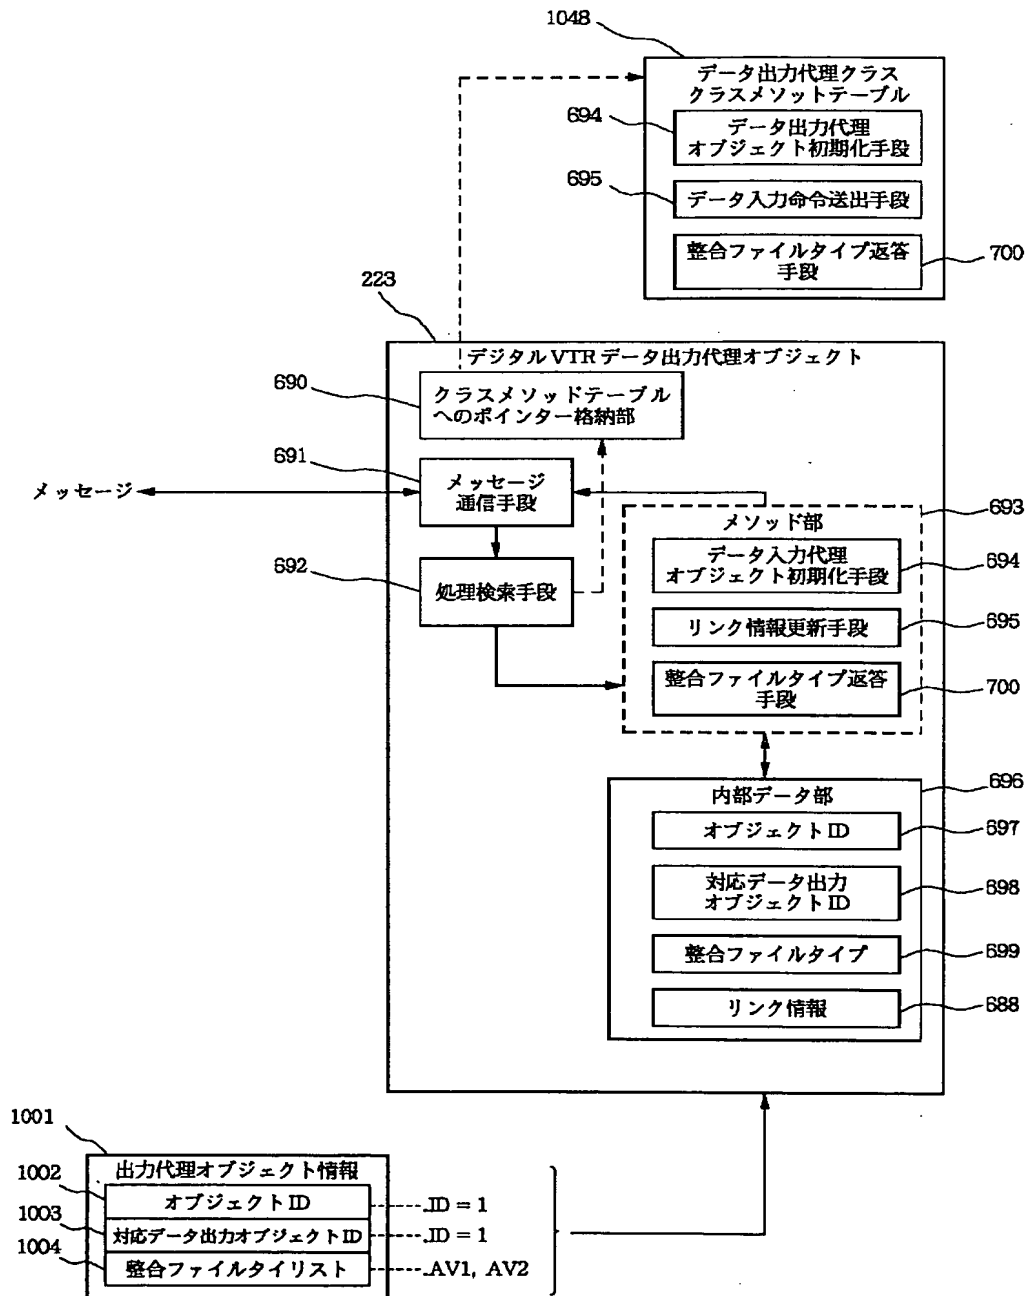 1048
データ出力代理クラス
クラスメソットテーブル
694
データ出力代理
オブジェクト初期化手段
695
データ入力命令送出手段
整合ファイルタイプ返答
手段
700
223
デジタルVTRデータ出力代理オブジェクト
690
クラスメソッドテーブル
へのポインター格納部
691
メッセージ
メッセージ
通信手段
693
メソッド部
692
処理検索手段
データ入力代理
オブジェクト初期化手段
694
リンク情報更新手段
695
整合ファイルタイプ返答
手段
700
696
内部データ部
オブジェクトID
697
対応データ出力
オブジェクトID
698
整合ファイルタイプ
699
リンク情報
688
1001
出力代理オブジェクト情報
1002
オブジェクトID
ID = 1
1003
対応データ出力オブジェクトID
ID = 1
1004
整合ファイルタイリスト
AV1, AV2